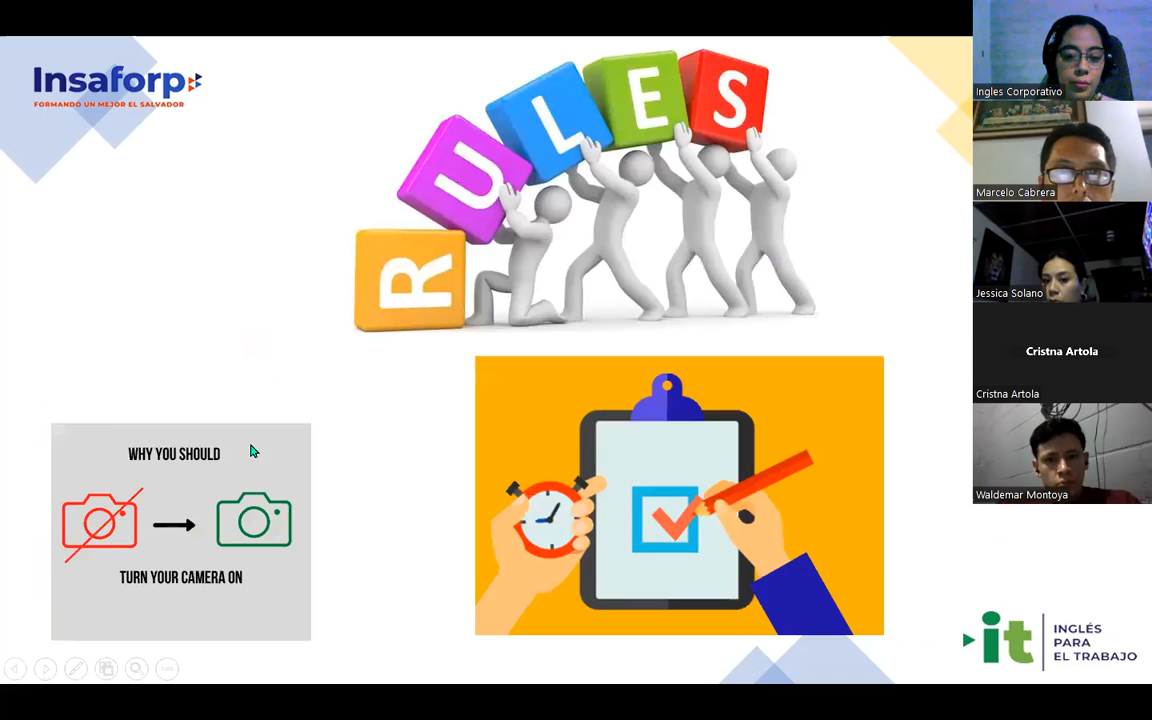 Insaforp
FORMANDO UN MEJOR EL SALVADOR
RULES
WHY YOU SHOULD
TURN YOUR CAMERA ON
Ingles Corporativo
Marcelo Cabrera
Jessica Solano
Cristna Artola
Cristna Artola
Waldemar Montoya
it
INGLÉS
PARA
EL TRABAJO